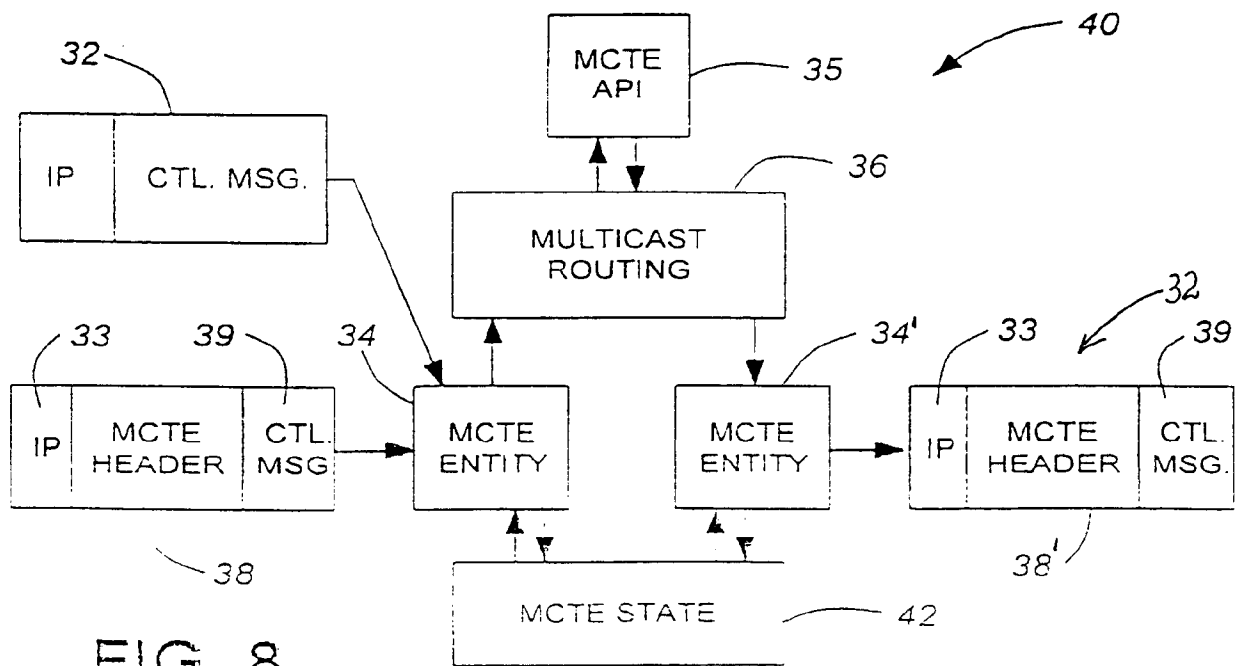 40
32
MCTE
API
35
IP
CTL. MSG.
36
MULTICAST
ROUTING
32
33
39
34
34'
33
39
IP
MCTE
HEADER
CTL.
MSG
MCTE
ENTITY
MCTE
ENTITY
IP
MCTE
HEADER
CTL.
MSG.
38
38'
MCTE STATE
42
FIG. 8